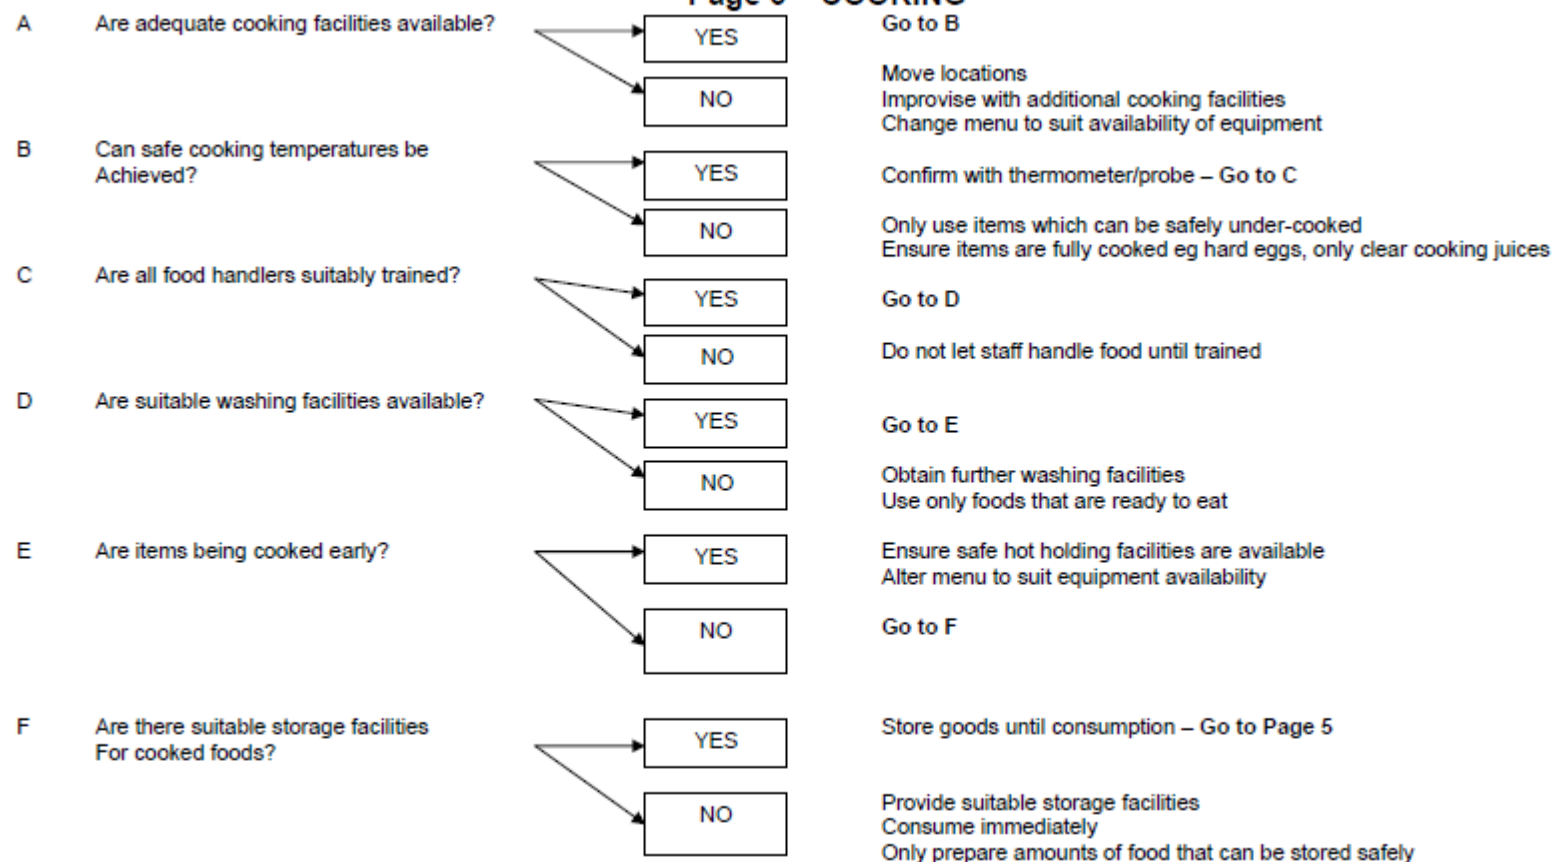 COOKING
A Are adequate cooking facilities available? YES Go to B
NO Move locations
Improvise with additional cooking facilities
Change menu to suit availability of equipment
B Can safe cooking temperatures be
Achieved?
YES Confirm with thermometer/probe – Go to C
NO Only use items which can be safely under-cooked
Ensure items are fully cooked eg hard eggs, only clear cooking juices
C Are all food handlers suitably trained?
YES Go to D
NO Do not let staff handle food until trained
D Are suitable washing facilities available?
YES Go to E
NO Obtain further washing facilities
Use only foods that are ready to eat
E Are items being cooked early? YES Ensure safe hot holding facilities are available
Alter menu to suit equipment availability
NO Go to F
F Are there suitable storage facilities
For cooked foods?
YES Store goods until consumption – Go to Page 5
NO Provide suitable storage facilities
Consume immediately
Only prepare amounts of food that can be stored safely